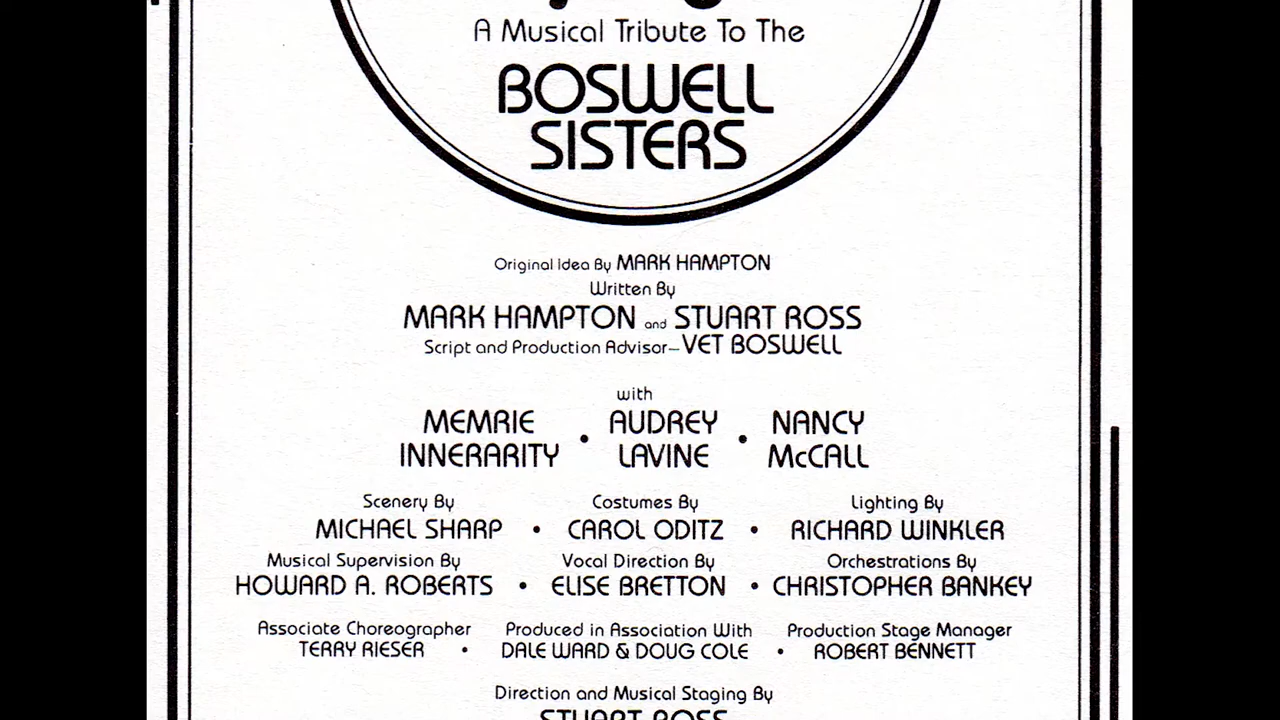 A Musical Tribute To The
BOSWELL
SISTERS
Original Idea By MARK HAMPTON
Written By
MARK HAMPTON and STUART ROSS
Script and Production Advisor—VET BOSWELL
with
MEMRIE • AUDREY • NANCY
INNERARITY LAVINE McCALL
Scenery By Costumes By Lighting By
MICHAEL SHARP • CAROL ODITZ • RICHARD WINKLER
Musical Supervision By Vocal Direction By Orchestrations By
HOWARD A. ROBERTS • ELISE BRETTON • CHRISTOPHER BANKEY
Associate Choreographer Produced in Association With Production Stage Manager
TERRY RIESER • DALE WARD & DOUG COLE • ROBERT BENNETT
Direction and Musical Staging By
STUART ROSS